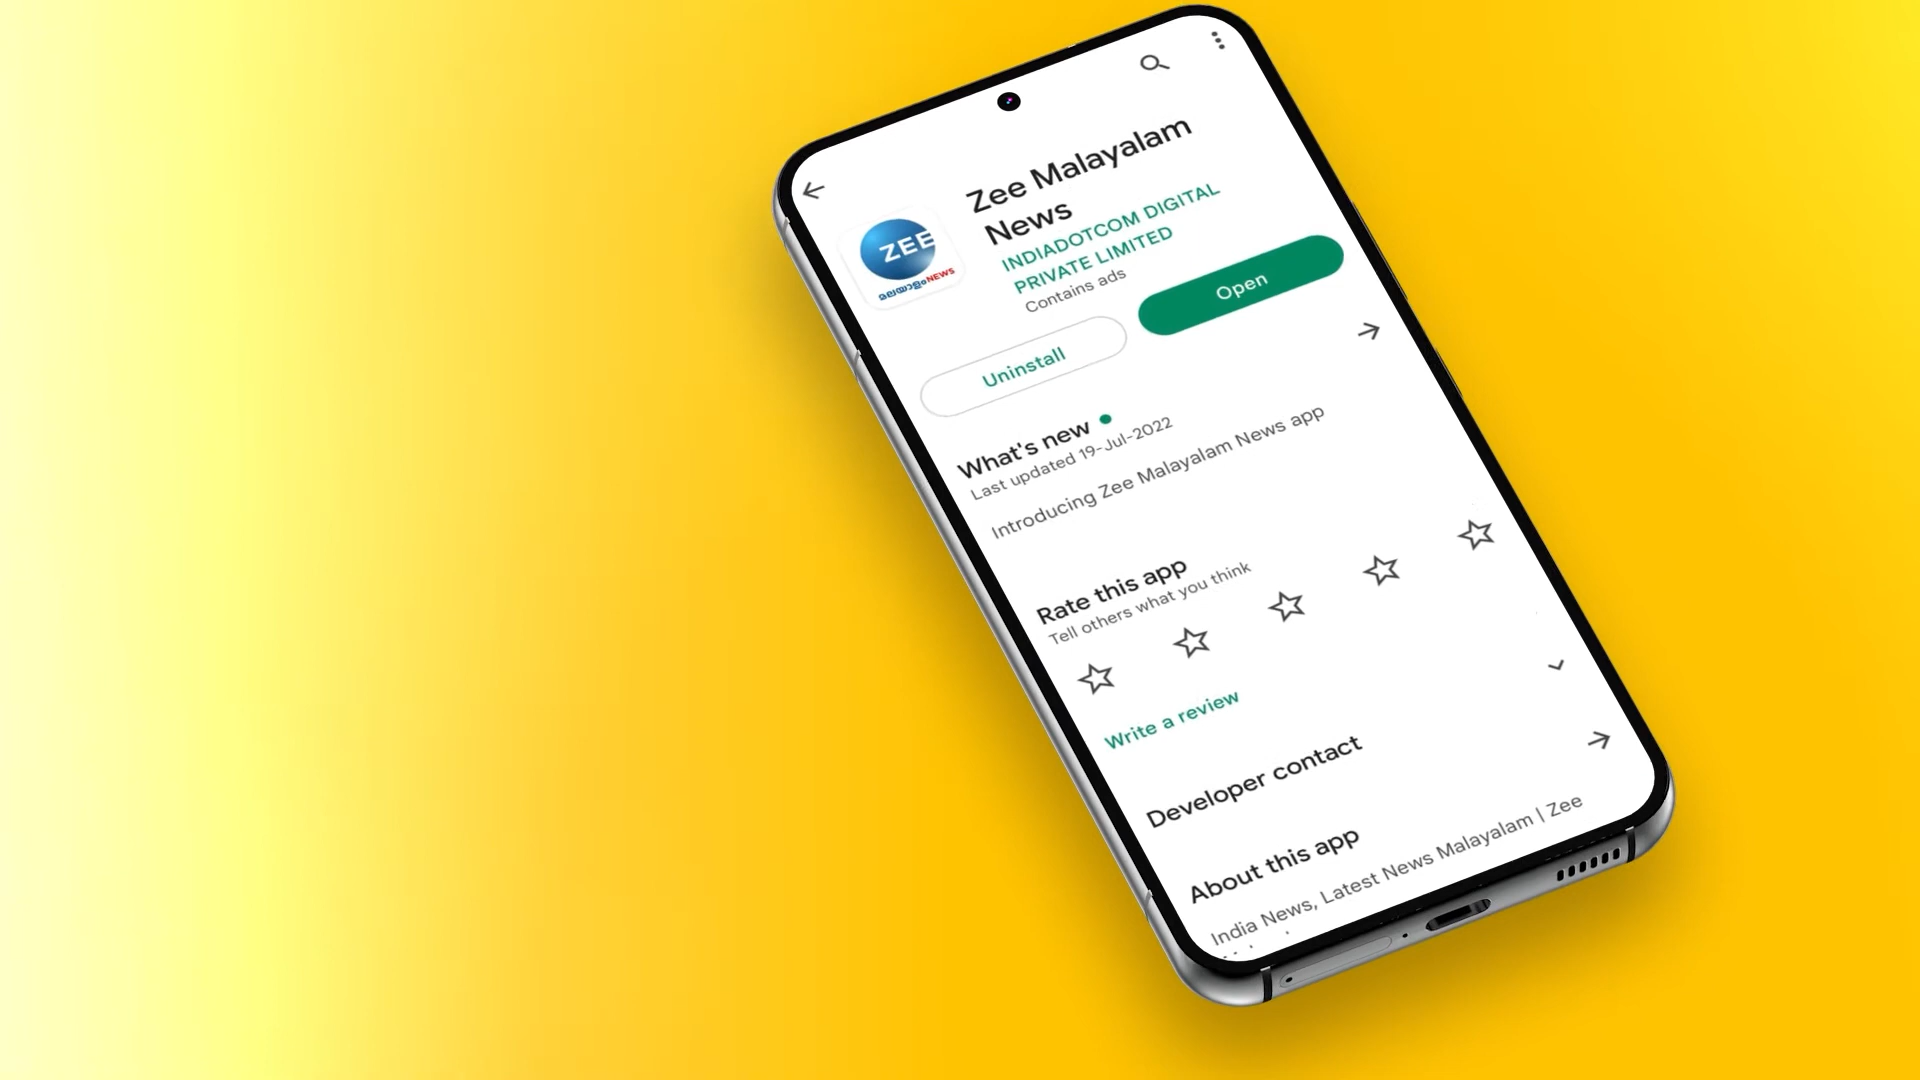 Zee Malayalam
News
INDIADOTCOM DIGITAL
PRIVATE LIMITED
Contains ads
ZEE
മലയാളം NEWS
Uninstall
Open
What's new
Last updated 19-Jul-2022
Introducing Zee Malayalam News app
Rate this app
Tell others what you think
Write a review
Developer contact
About this app
India News, Latest News Malayalam | Zee